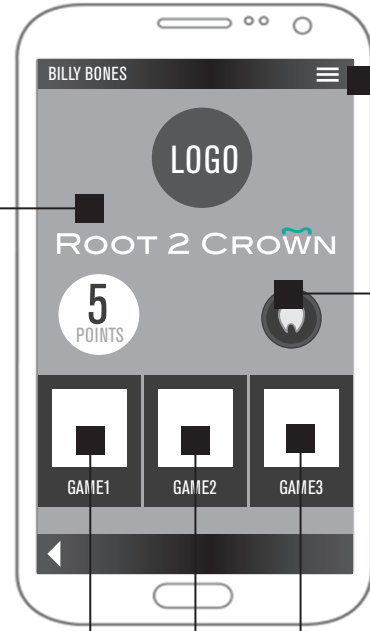 BILLY BONES
LOGO
ROOT 2 CROWN
5
POINTS
GAME1
GAME2
GAME3